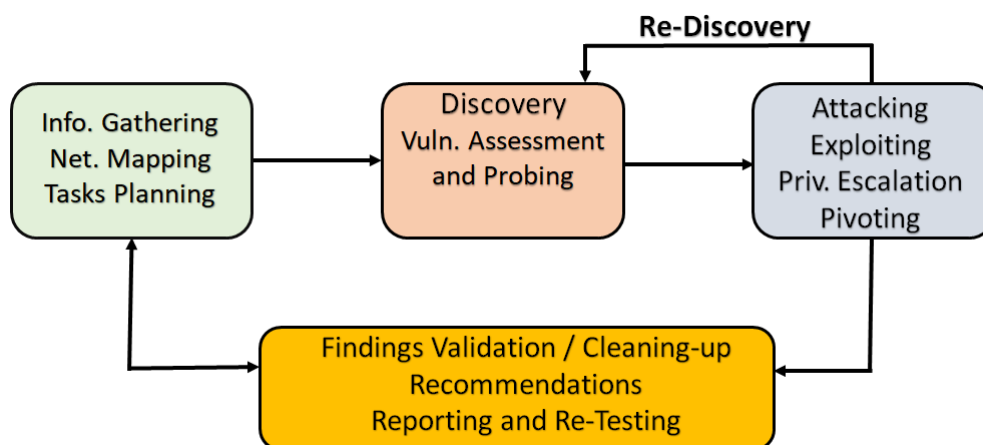 Re-Discovery
Info. Gathering
Net. Mapping
Tasks Planning
Discovery
Vuln. Assessment
and Probing
Attacking
Exploiting
Priv. Escalation
Pivoting
Findings Validation / Cleaning-up
Recommendations
Reporting and Re-Testing